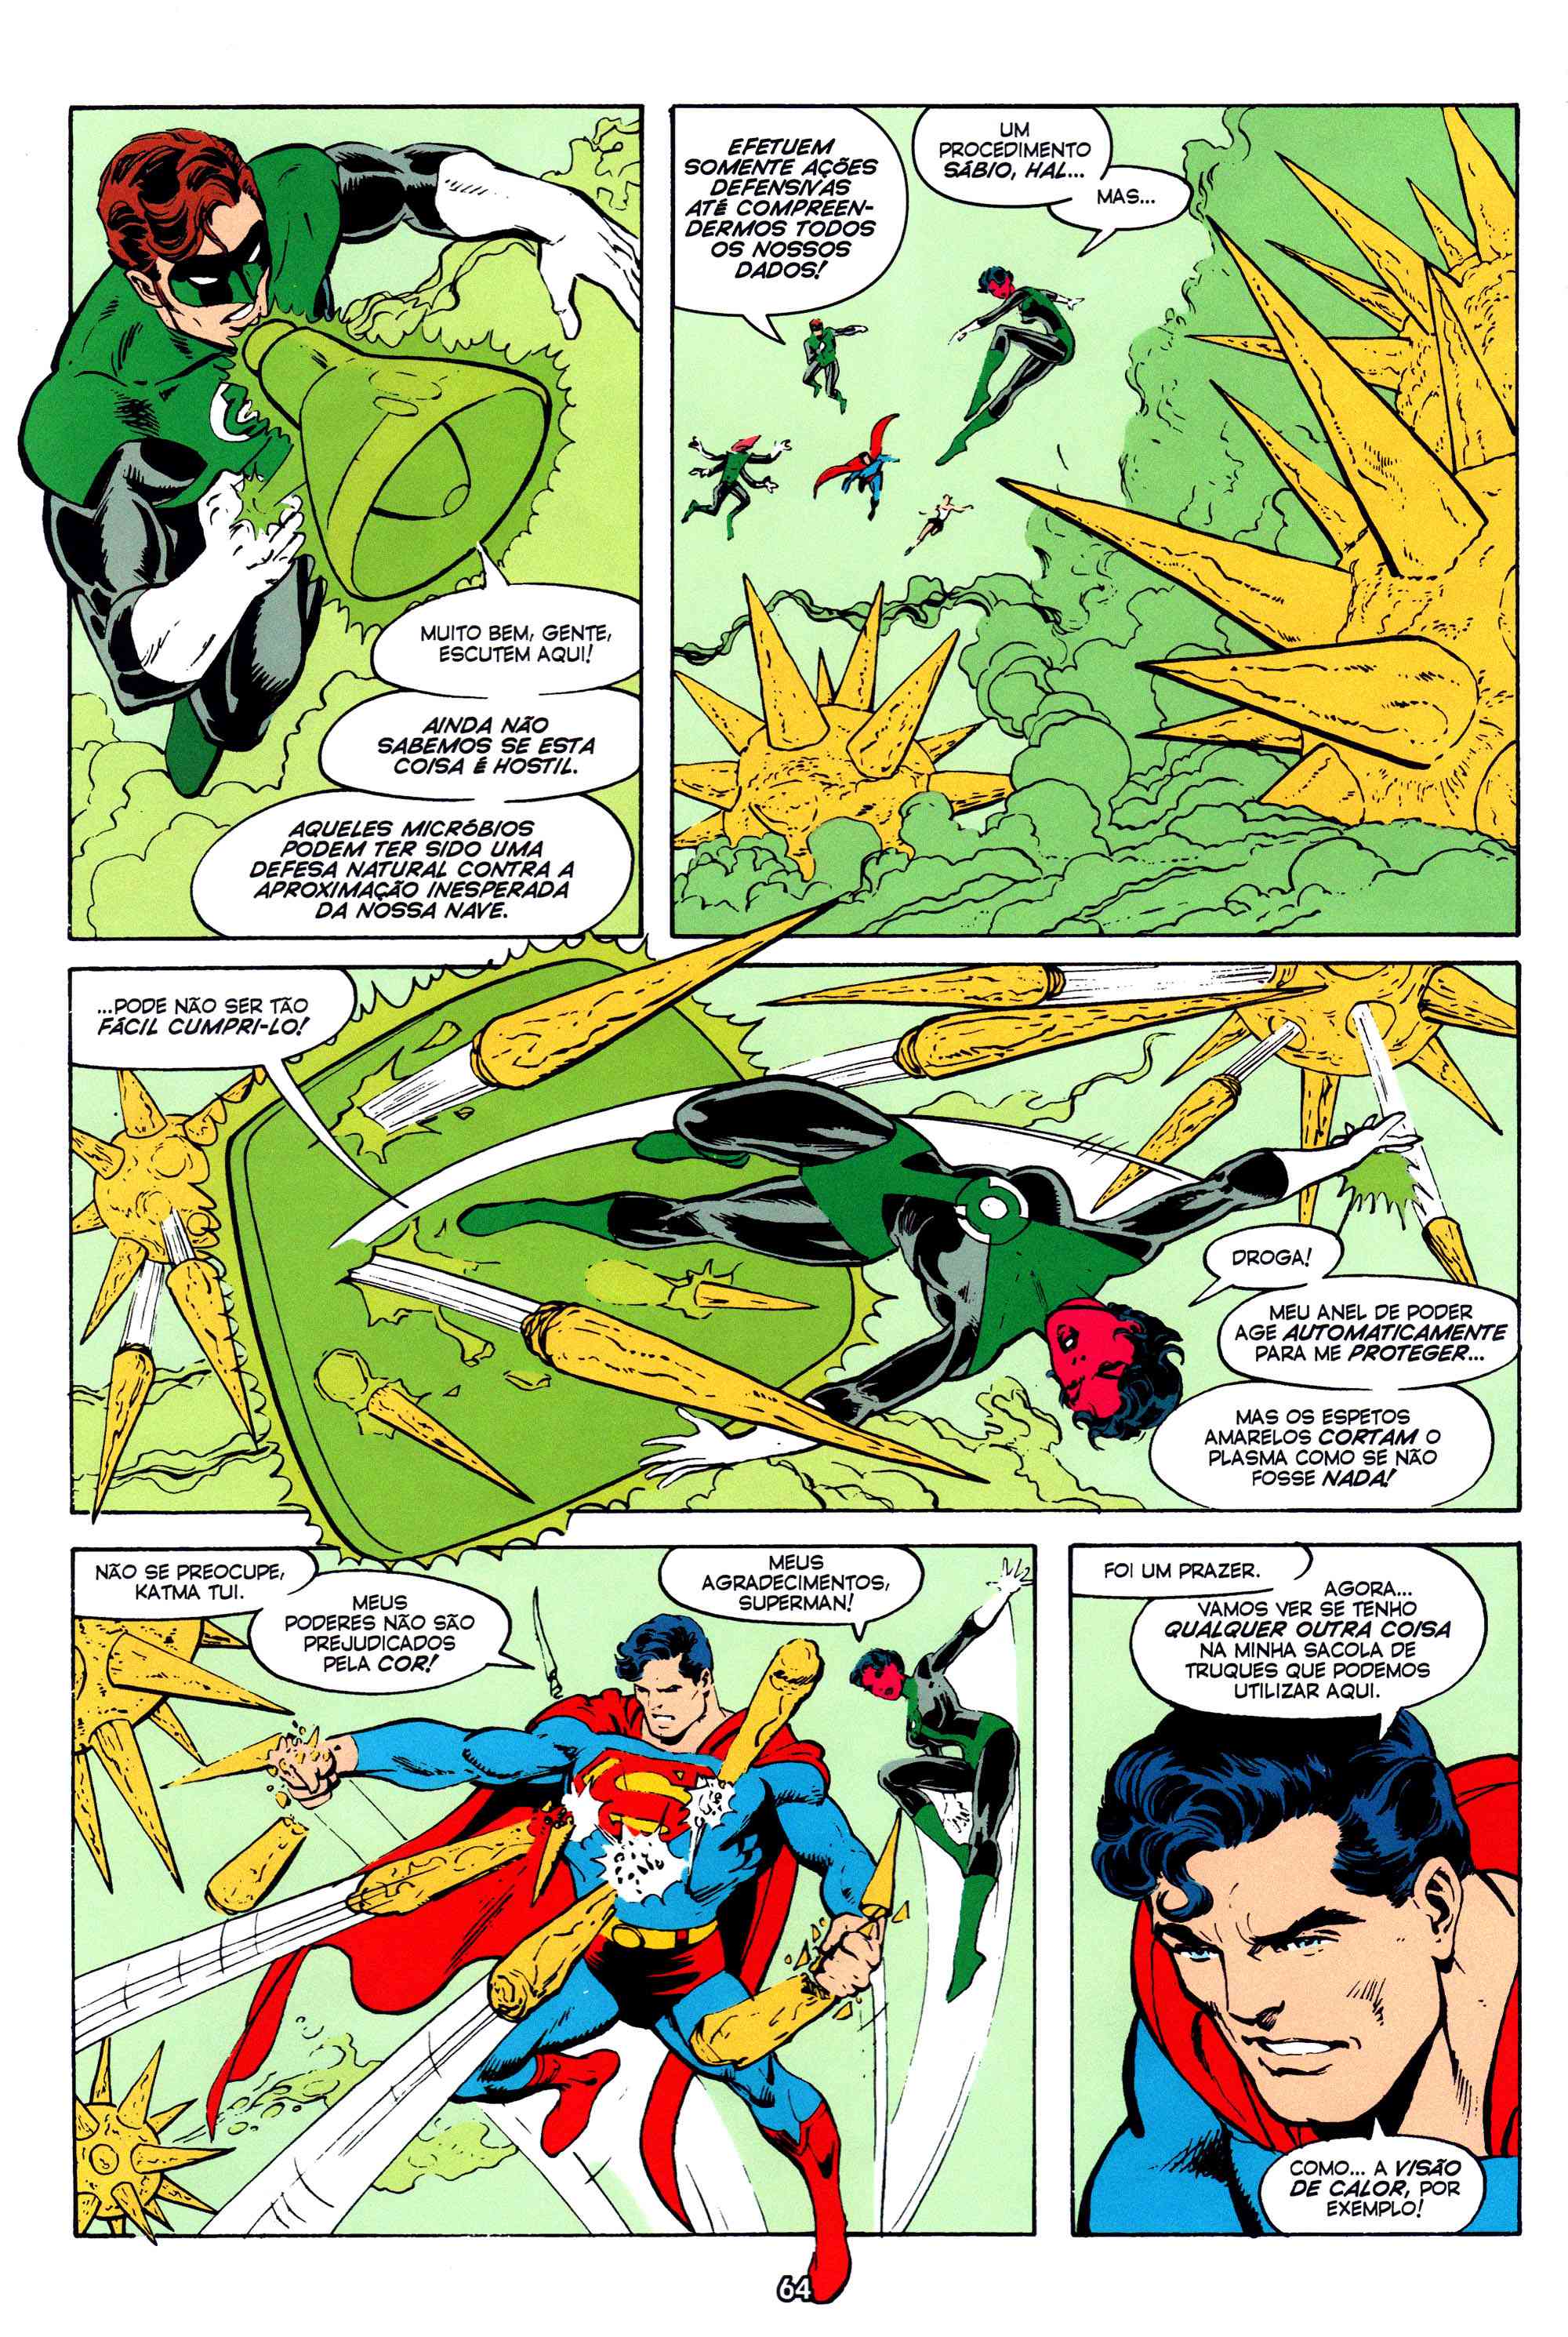 MUITO BEM, GENTE,
ESCUTEM AQUI!
AINDA NÃO
SABEMOS SE ESTA
COISA É HOSTIL.
AQUELES MICRÓBIOS
PODEM TER SIDO UMA
DEFESA NATURAL CONTRA A
APROXIMAÇÃO INESPERADA
DA NOSSA NAVE.
EFETUEM
SOMENTE AÇÕES
DEFENSIVAS
ATÉ COMPREEN-
DERMOS TODOS
OS NOSSOS
DADOS!
UM
PROCEDIMENTO
SÁBIO, HAL...
MAS...
...PODE NÃO SER TÃO
FÁCIL CUMPRI-LO!
DROGA!
MEU ANEL DE PODER
AGE AUTOMATICAMENTE
PARA ME PROTEGER...
MAS OS ESPETOS
AMARELOS CORTAM O
PLASMA COMO SE NÃO
FOSSE NADA!
NÃO SE PREOCUPE,
KATMA TUI.
MEUS
PODERES NÃO SÃO
PREJUDICADOS
PELA COR!
MEUS
AGRADECIMENTOS,
SUPERMAN!
FOI UM PRAZER.
AGORA...
VAMOS VER SE TENHO
QUALQUER OUTRA COISA
NA MINHA SACOLA DE
TRUQUES QUE PODEMOS
UTILIZAR AQUI.
COMO... A VISÃO
DE CALOR, POR
EXEMPLO!
64